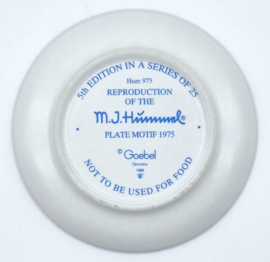 5th EDITION IN A SERIES OF 25
Hum 975
REPRODUCTION
OF THE
M.J.Hummel®
PLATE MOTIF 1975
© Goebel
Germany
NOT TO BE USED FOR FOOD